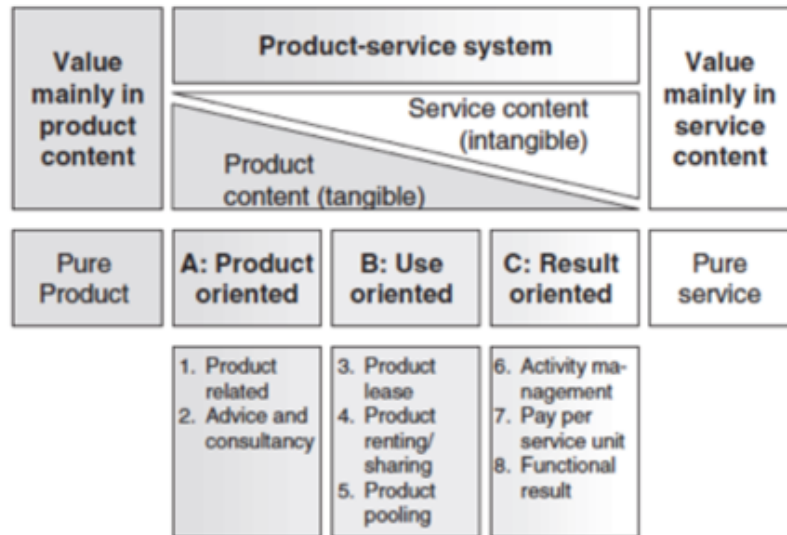 Value
mainly in
product
content
Product-service system
Service content
(intangible)
Product
content (tangible)
Value
mainly in
service
content
Pure
Product
A: Product
oriented
B: Use
oriented
C: Result
oriented
Pure
service
1. Product
related
2. Advice and
consultancy
3. Product
lease
4. Product
renting/
sharing
5. Product
pooling
6. Activity ma-
nagement
7. Pay per
service unit
8. Functional
result